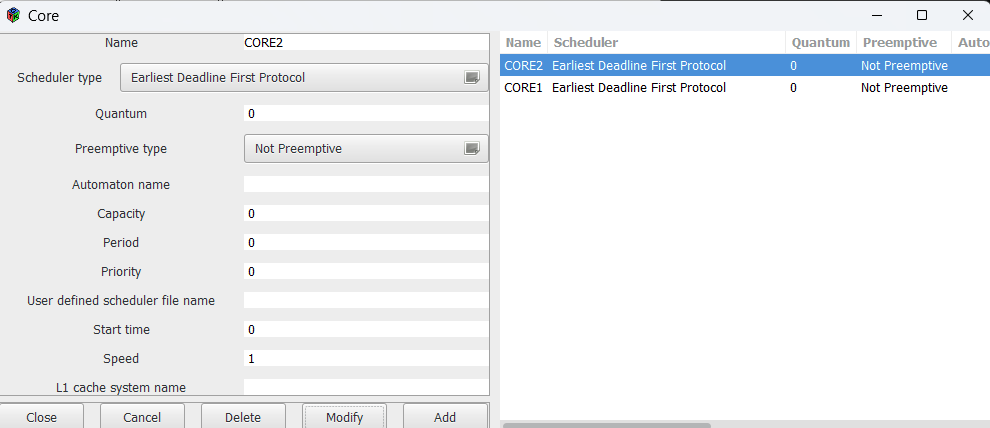 Core
Name CORE2
Scheduler type Earliest Deadline First Protocol
Quantum 0
Preemptive type Not Preemptive
Automaton name
Capacity 0
Period 0
Priority 0
User defined scheduler file name
Start time 0
Speed 1
L1 cache system name
Close Cancel Delete Modify Add
Name Scheduler Quantum Preemptive Auto
CORE2 Earliest Deadline First Protocol 0 Not Preemptive
CORE1 Earliest Deadline First Protocol 0 Not Preemptive